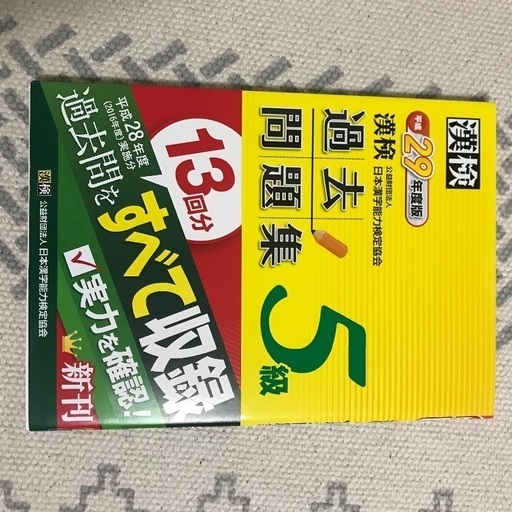 漢検
平成29年度版
漢検
過去
問題集
公益財団法人
日本漢字能力検定協会
5級
13回分
平成28年度
(2016年度)実施分
過去問を
すべて収録
実力を確認!
新刊
漢検
公益財団法人 日本漢字能力検定協会